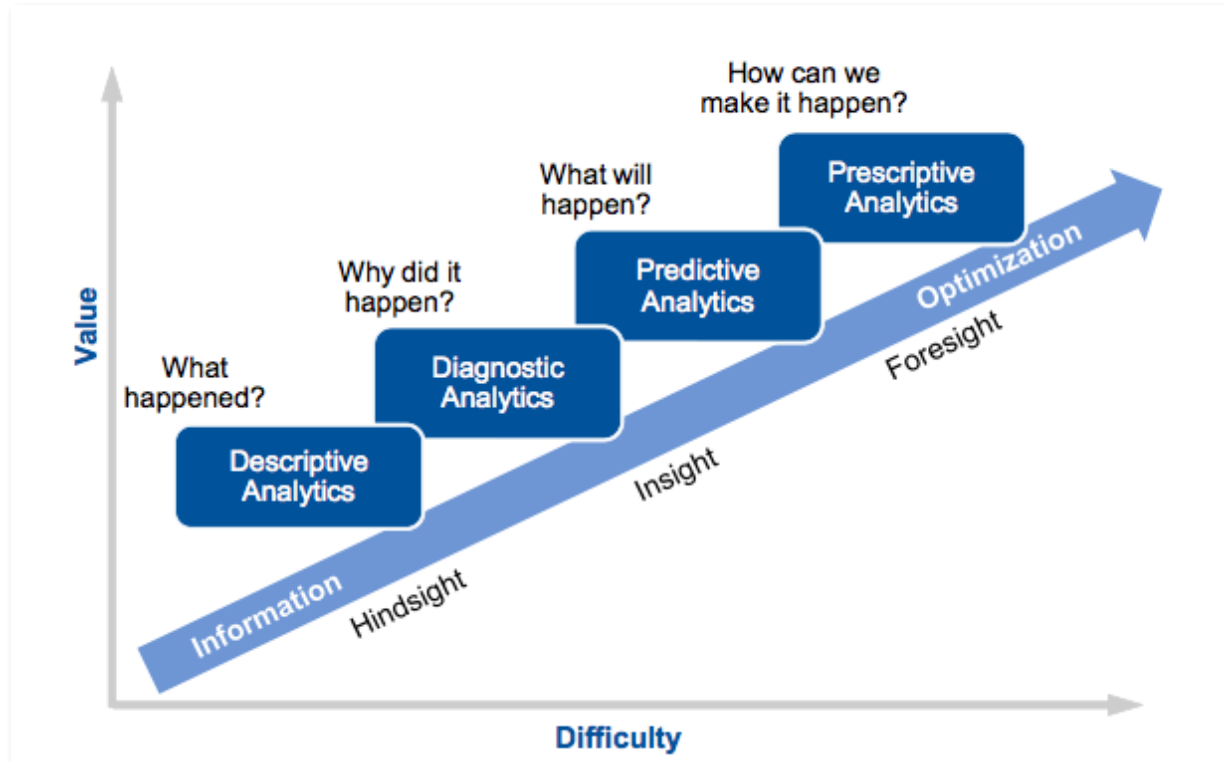 How can we
make it happen?
Prescriptive
Analytics
What will
happen?
Predictive
Analytics
Why did it
happen?
Diagnostic
Analytics
What
happened?
Descriptive
Analytics
Value
Information
Optimization
Hindsight
Insight
Foresight
Difficulty